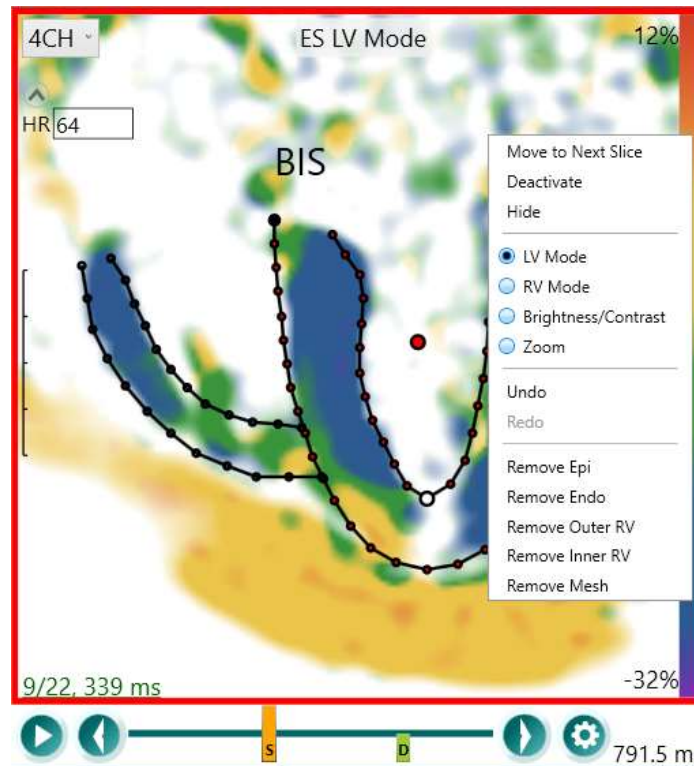 4CH
ES LV Mode
12%
HR 64
BIS
Move to Next Slice
Deactivate
Hide
LV Mode
RV Mode
Brightness/Contrast
Zoom
Undo
Redo
Remove Epi
Remove Endo
Remove Outer RV
Remove Inner RV
Remove Mesh
9/22, 339 ms
-32%
S
D
791.5 m